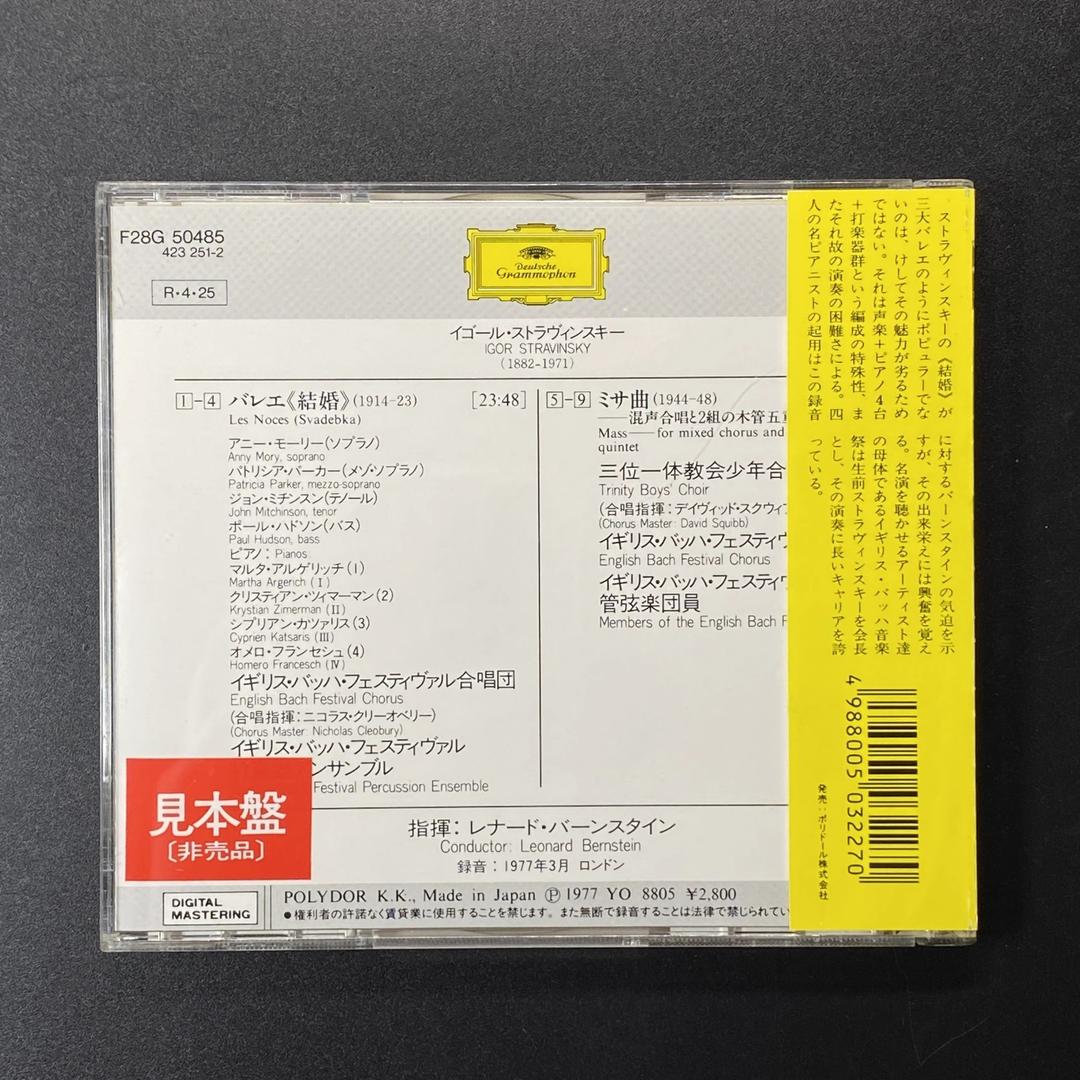 F28G 50485
423 251-2
R・4・25
Deutsche
Grammophon
イゴール・ストラヴィンスキー
IGOR STRAVINSKY
(1882-1971)
1-4 バレエ《結婚》(1914-23) [23:48]
Les Noces (Svadebka)
アニー・モーリー(ソプラノ)
Anny Mory, soprano
パトリシア・パーカー(メゾ・ソプラノ)
Patricia Parker, mezzo-soprano
ジョン・ミチンスン(テノール)
John Mitchinson, tenor
ポール・ハドソン(バス)
Paul Hudson, bass
ピアノ: Pianos:
マルタ・アルゲリッチ(1)
Martha Argerich (I)
クリスティアン・ツィマーマン(2)
Krystian Zimerman (II)
シプリアン・カツァリス(3)
Cyprien Katsaris (III)
オメロ・フランセシュ(4)
Homero Francesch (IV)
イギリス・バッハ・フェスティヴァル合唱団
English Bach Festival Chorus
(合唱指揮:ニコラス・クリーオベリー)
(Chorus Master: Nicholas Cleobury)
イギリス・バッハ・フェスティヴァル
ンサンブル
Festival Percussion Ensemble
5-9 ミサ曲(1944-48)
——混声合唱と2組の木管五重
Mass——for mixed chorus and
quintet
三位一体教会少年合
Trinity Boys' Choir
(合唱指揮:デイヴィッド・スクウィブ
(Chorus Master: David Squibb)
イギリス・バッハ・フェスティヴ
English Bach Festival Chorus
イギリス・バッハ・フェスティヴ
管弦楽団員
Members of the English Bach F
指揮: レナード・バーンスタイン
Conductor: Leonard Bernstein
録音:1977年3月 ロンドン
見本盤
〔非売品〕
DIGITAL
MASTERING
POLYDOR K.K., Made in Japan ℗1977 YO 8805 ¥2,800
●権利者の許諾なく賃貸業に使用することを禁じます。また無断で録音することは法律で禁じられてい
ストラヴィンスキーの《結婚》が
三大バレエのようにポピュラーでな
いのは、けしてその魅力が劣るため
ではない。それは声楽+ピアノ4台
+打楽器群という編成の特殊性、ま
たそれ故の演奏の困難さによる。四
人の名ピアニストの起用はこの録音
に対するバーンスタインの気迫を示
すが、その出来栄えには興奮を覚え
る。名演を聴かせるアーティスト達
の母体であるイギリス・バッハ音楽
祭は生前ストラヴィンスキーを会長
とし、その演奏に長いキャリアを誇
っている。
4 988005 032270
発売:ポリドール株式会社